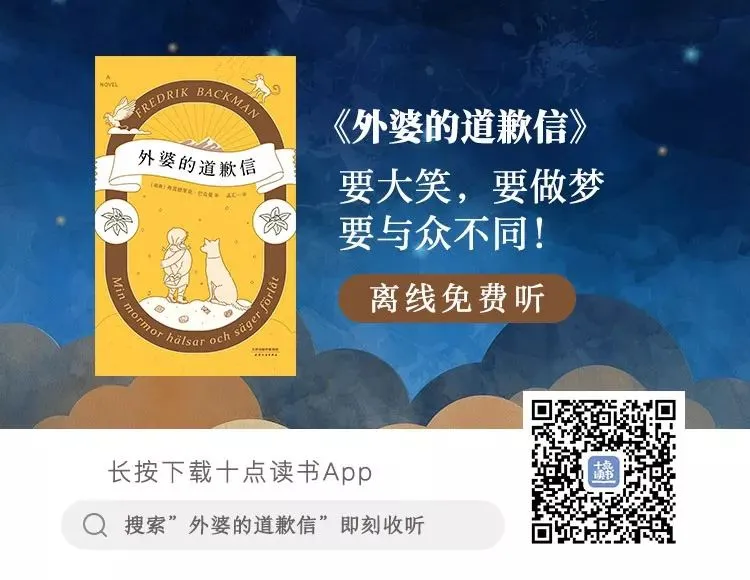 A
NOVEL
FREDRIK BACKMAN
外婆的道歉信
Min mormor hälsar och säger förlåt
《外婆的道歉信》
要大笑，要做梦
要与众不同！
离线免费听
长按下载十点读书App
搜索”外婆的道歉信”即刻收听
十点
读书